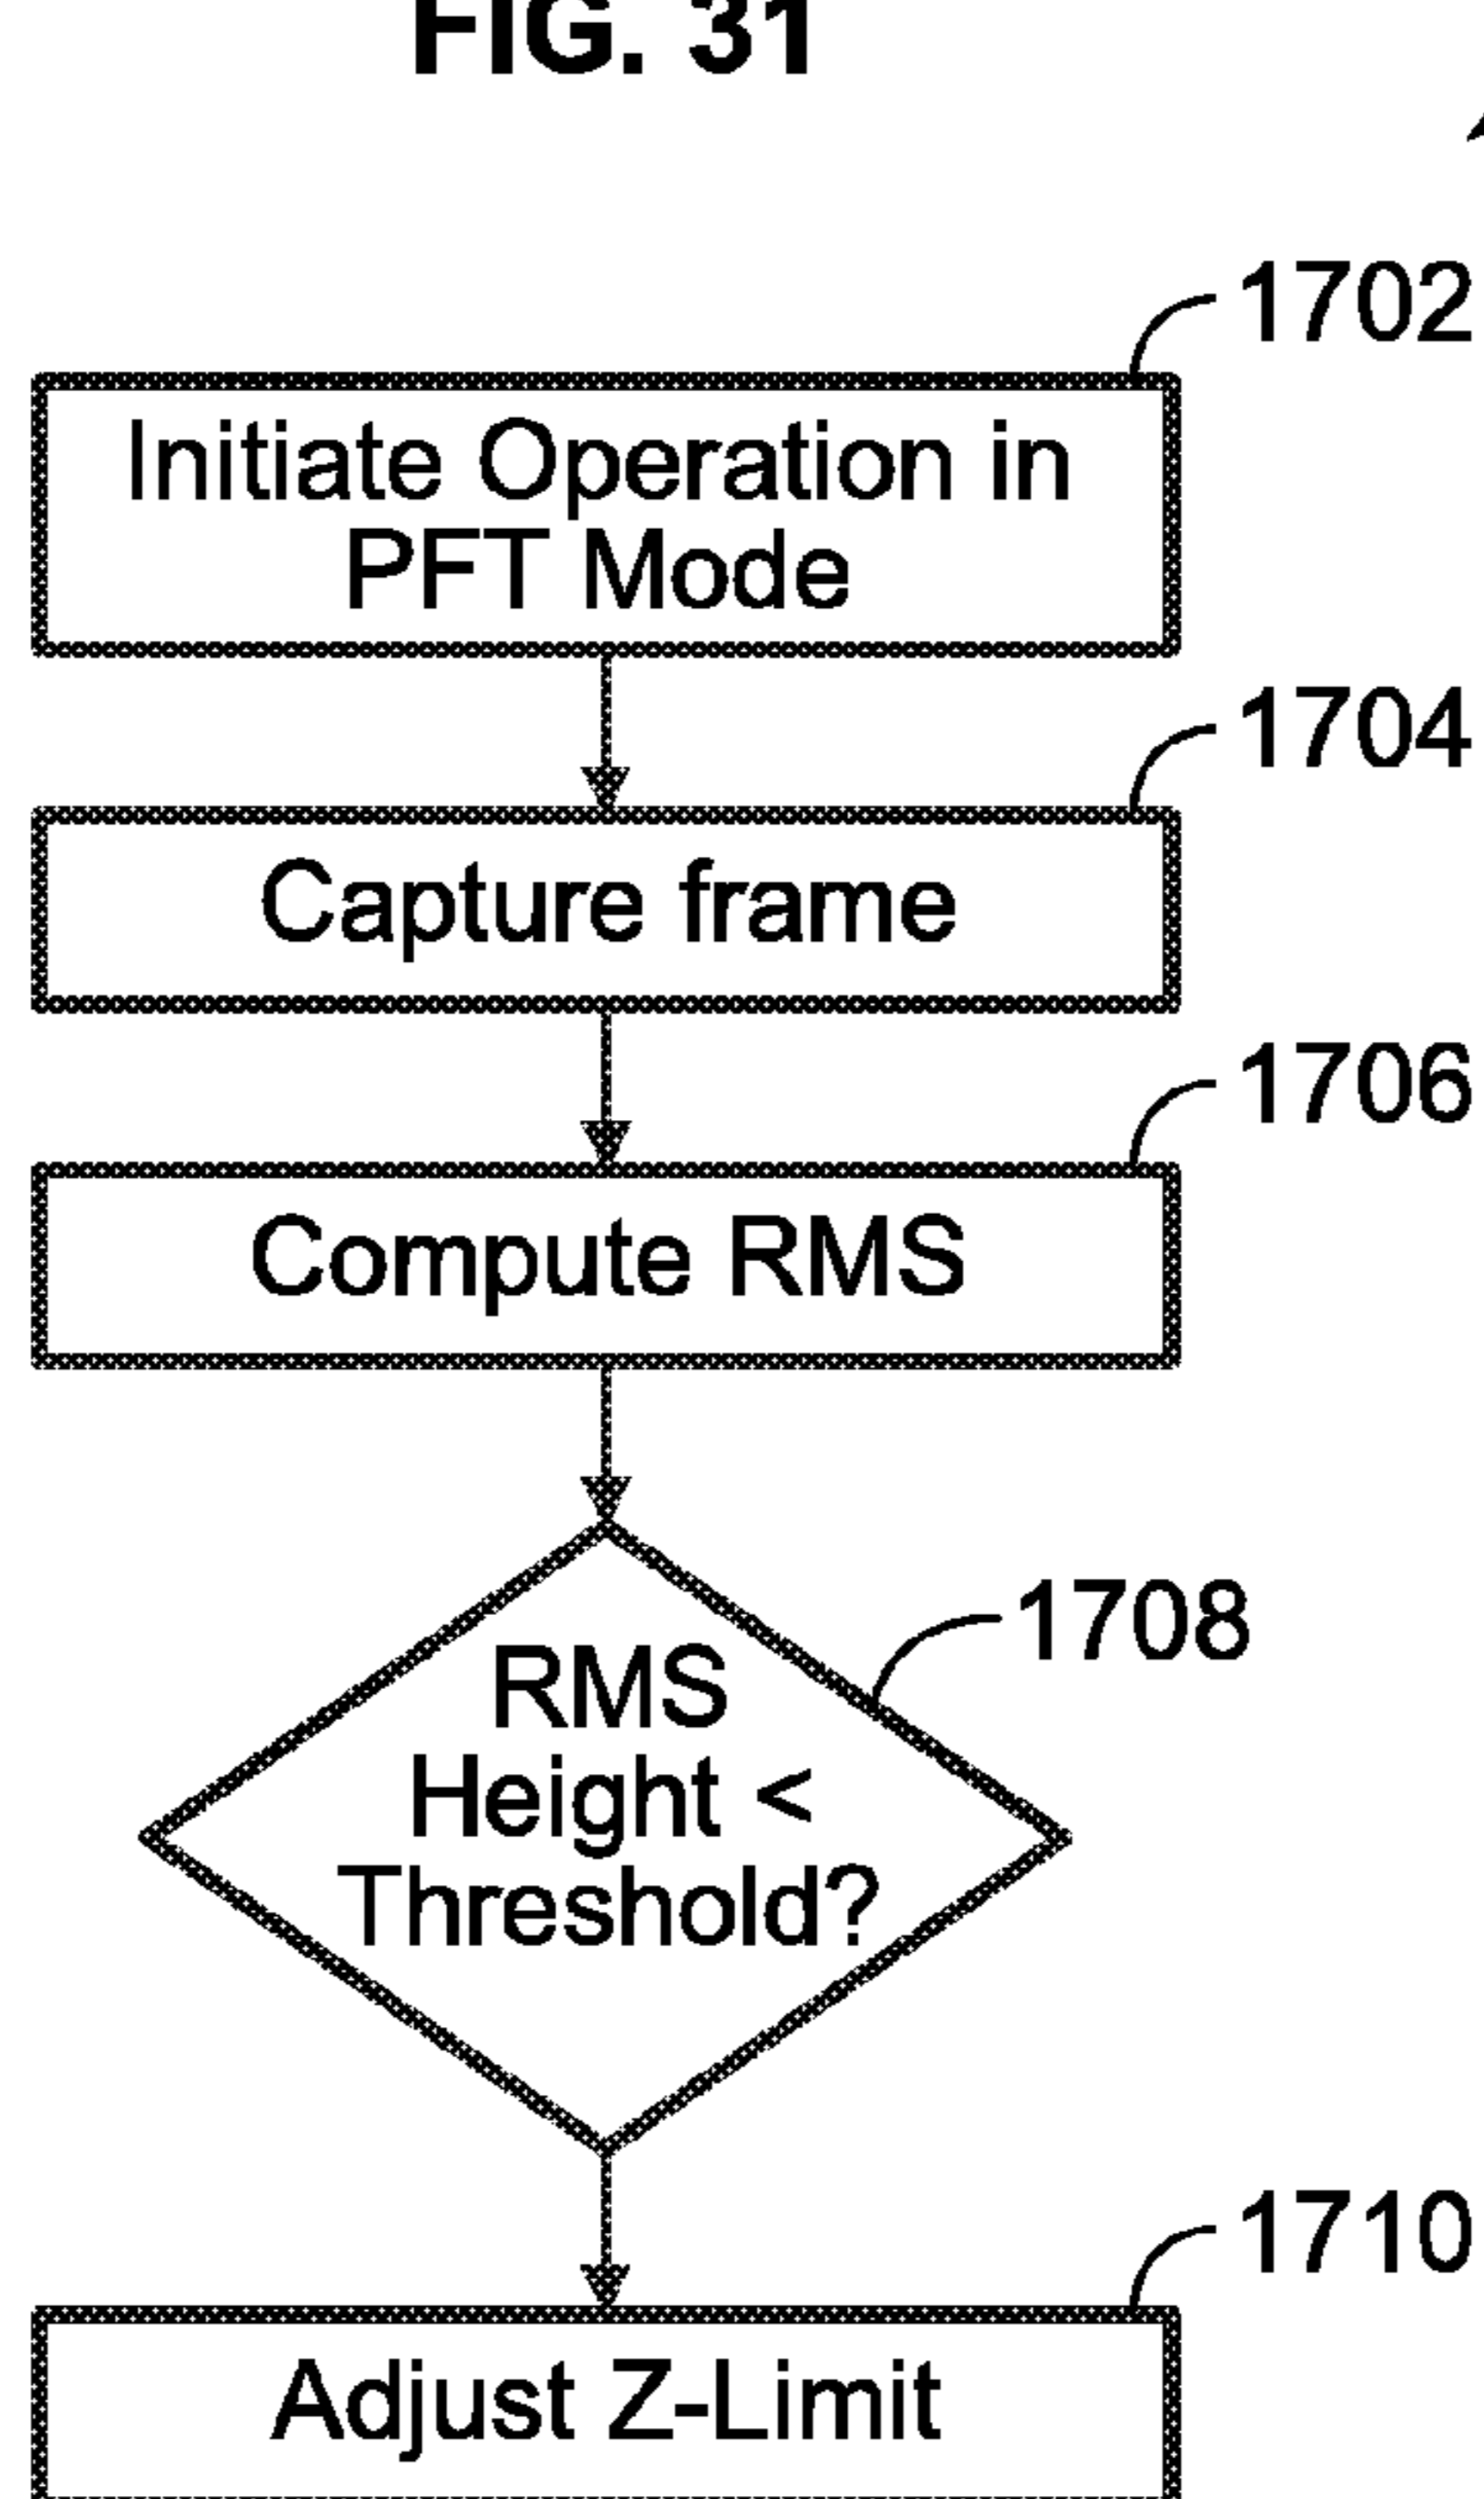 FIG. 31
1702
Initiate Operation in
PFT Mode
1704
Capture frame
1706
Compute RMS
1708
RMS
Height <
Threshold?
1710
Adjust Z-Limit